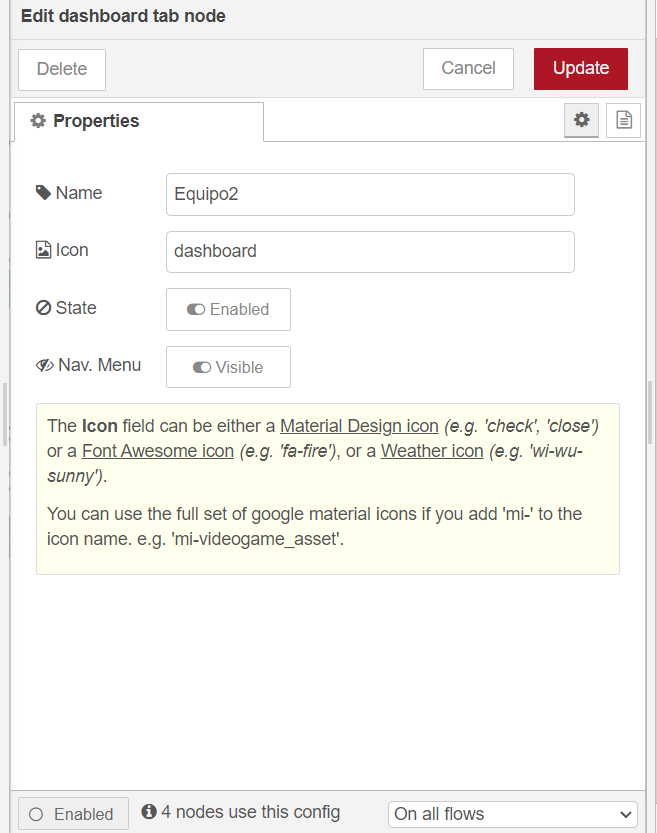 Edit dashboard tab node
Delete
Cancel
Update
Properties
Name
Equipo2
Icon
dashboard
State
Enabled
Nav. Menu
Visible
The Icon field can be either a Material Design icon (e.g. 'check', 'close')
or a Font Awesome icon (e.g. 'fa-fire'), or a Weather icon (e.g. 'wi-wu-
sunny').
You can use the full set of google material icons if you add 'mi-' to the
icon name. e.g. 'mi-videogame_asset'.
Enabled
4 nodes use this config
On all flows